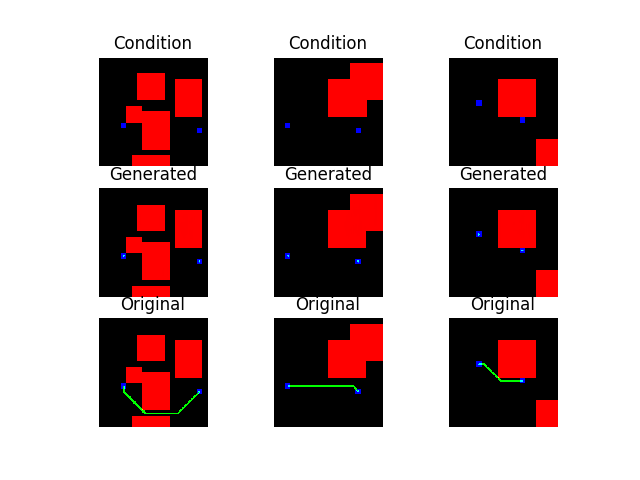 Condition Condition Condition
Generated Generated Generated
Original Original Original